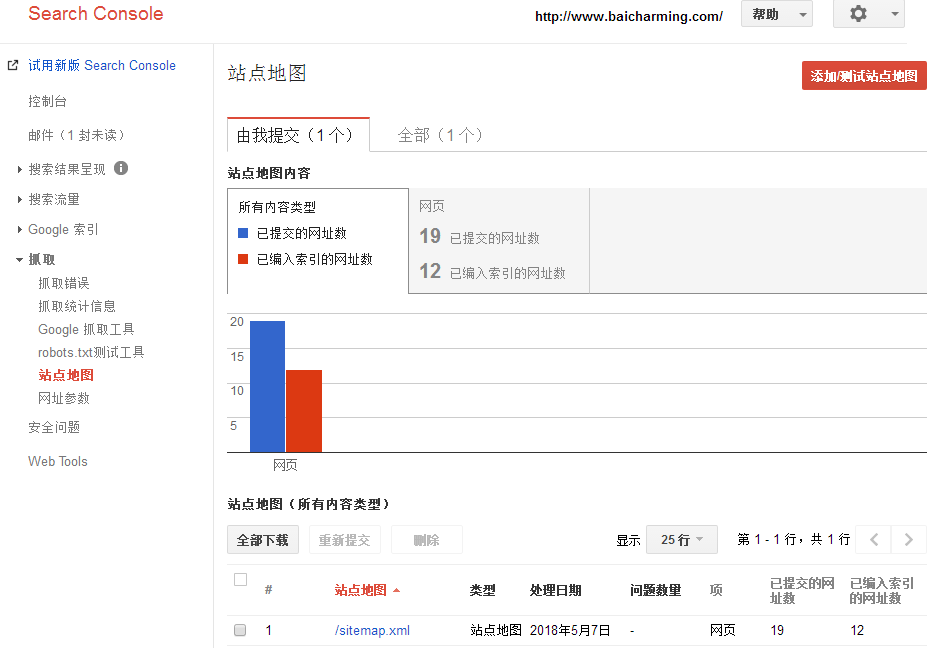 Search Console
http://www.baicharming.com/
帮助
试用新版 Search Console
控制台
邮件（1 封未读）
搜索结果呈现 i
搜索流量
Google 索引
抓取
抓取错误
抓取统计信息
Google 抓取工具
robots.txt测试工具
站点地图
网址参数
安全问题
Web Tools
站点地图
添加/测试站点地图
由我提交（1 个）
全部（1 个）
站点地图内容
所有内容类型
已提交的网址数
已编入索引的网址数
网页
19 已提交的网址数
12 已编入索引的网址数
20
15
10
5
网页
站点地图（所有内容类型）
全部下载 重新提交 删除 显示 25 行 第 1 - 1 行，共 1 行
# 站点地图 类型 处理日期 问题数量 项 已提交的网
址数 已编入索引
的网址数
1 /sitemap.xml 站点地图 2018年5月7日 - 网页 19 12